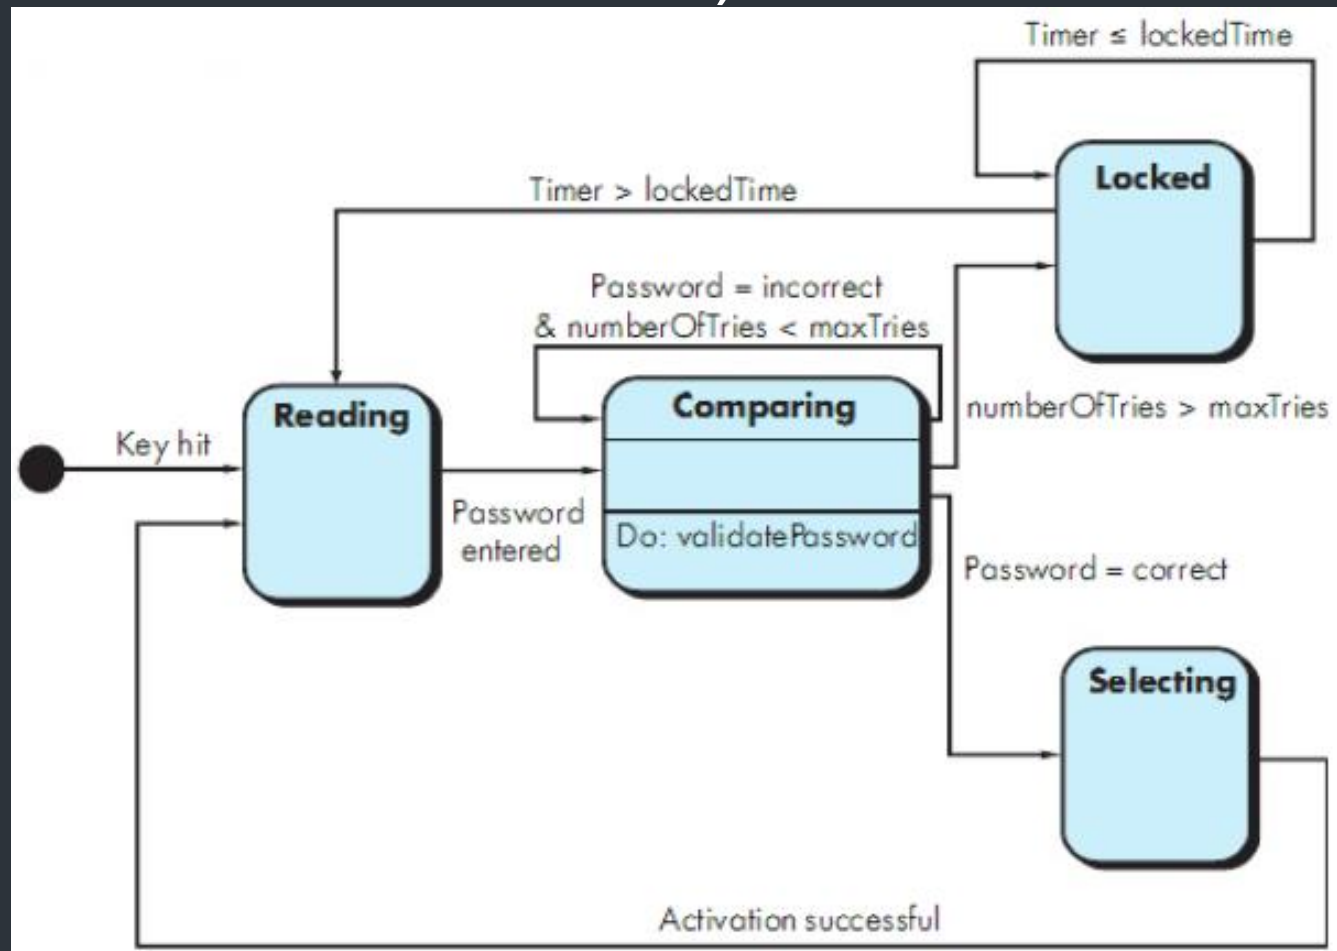 Timer ≤ lockedTime
Locked
Timer > lockedTime
Password = incorrect
& numberOfTries < maxTries
Comparing
numberOfTries > maxTries
Reading
Key hit
Password
entered
Do: validatePassword
Password = correct
Selecting
Activation successful